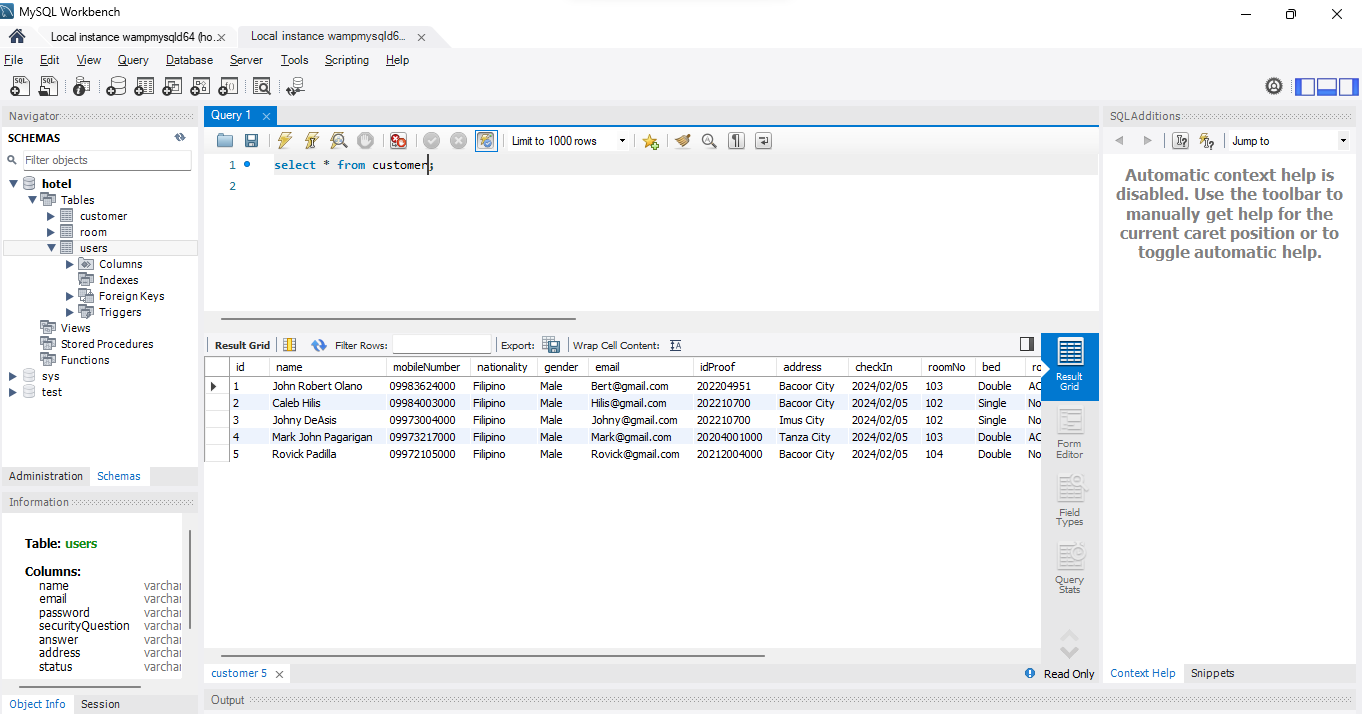 MySQL Workbench
Local instance wampmysqld64 (ho.. Local instance wampmysqld6...
File Edit View Query Database Server Tools Scripting Help
Navigator
SCHEMAS
Filter objects
hotel
Tables
customer
room
users
Columns
Indexes
Foreign Keys
Triggers
Views
Stored Procedures
Functions
sys
test
Administration Schemas
Information
Table: users
Columns:
name varchar
email varchar
password varchar
securityQuestion varchar
answer varchar
address varchar
status varchar
Object Info Session
Query 1
Limit to 1000 rows
1 select * from customer;
2
Result Grid Filter Rows: Export: Wrap Cell Content: IA
id name mobileNumber nationality gender email idProof address checkIn roomNo bed ro
1 John Robert Olano 09983624000 Filipino Male Bert@gmail.com 202204951 Bacoor City 2024/02/05 103 Double AC
2 Caleb Hilis 09984003000 Filipino Male Hilis@gmail.com 202210700 Bacoor City 2024/02/05 102 Single No
3 Johny DeAsis 09973004000 Filipino Male Johny@gmail.com 202210700 Imus City 2024/02/05 102 Single No
4 Mark John Pagarigan 09973217000 Filipino Male Mark@gmail.com 20204001000 Tanza City 2024/02/05 103 Double AC
5 Rovick Padilla 09972105000 Filipino Male Rovick@gmail.com 20212004000 Bacoor City 2024/02/05 104 Double No
Result
Grid
Form
Editor
Field
Types
Query
Stats
customer 5
Read Only
Output
SQLAdditions
Jump to
Automatic context help is
disabled. Use the toolbar to
manually get help for the
current caret position or to
toggle automatic help.
Context Help Snippets